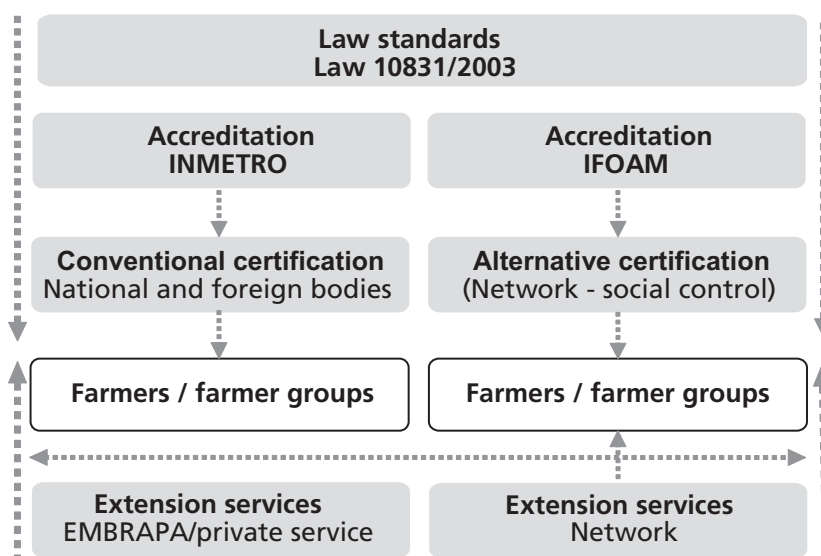 Law standards
Law 10831/2003
Accreditation
INMETRO
Accreditation
IFOAM
Conventional certification
National and foreign bodies
Alternative certification
(Network - social control)
Farmers / farmer groups
Farmers / farmer groups
Extension services
EMBRAPA/private service
Extension services
Network